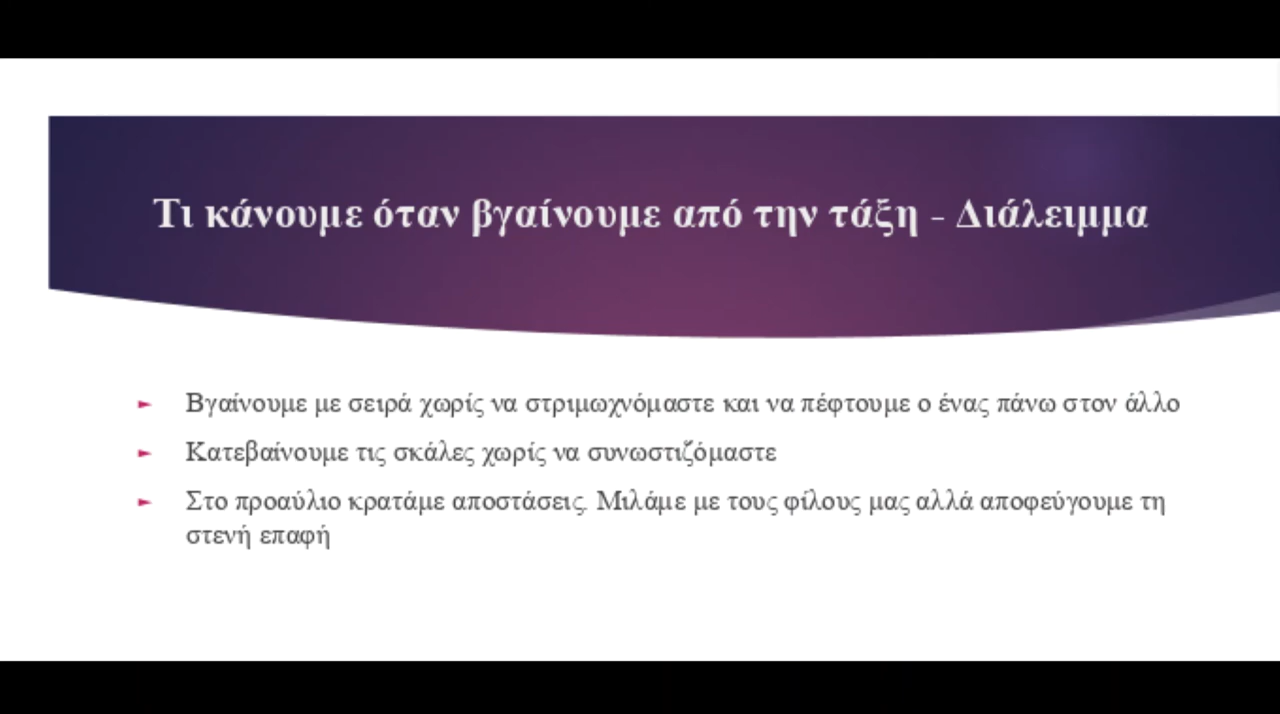 Τι κάνουμε όταν βγαίνουμε από την τάξη - Διάλειμμα
► Βγαίνουμε με σειρά χωρίς να στριμωχνόμαστε και να πέφτουμε ο ένας πάνω στον άλλο
► Κατεβαίνουμε τις σκάλες χωρίς να συνωστιζόμαστε
► Στο προαύλιο κρατάμε αποστάσεις. Μιλάμε με τους φίλους μας αλλά αποφεύγουμε τη
στενή επαφή